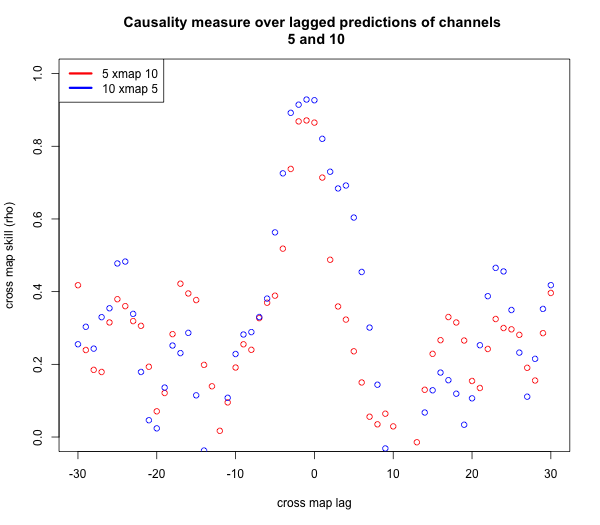 Causality measure over lagged predictions of channels
5 and 10
5 xmap 10
10 xmap 5
cross map skill (rho)
1.0
0.8
0.6
0.4
0.2
0.0
-30
-20
-10
0
10
20
30
cross map lag